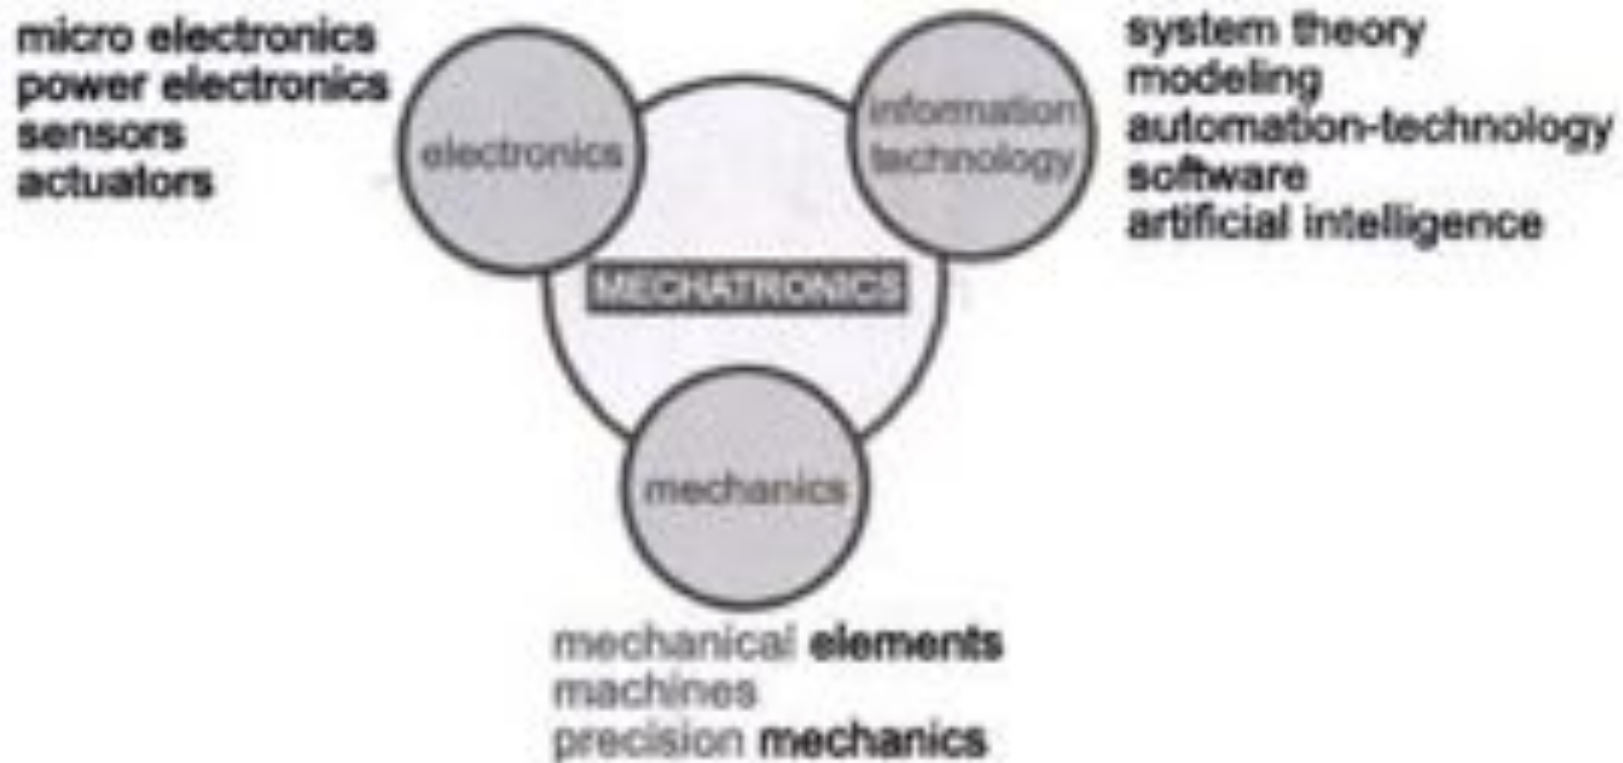 micro electronics
power electronics
sensors
actuators
electronics
information
technology
system theory
modeling
automation-technology
software
artificial intelligence
MECHATRONICS
mechanics
mechanical elements
machines
precision mechanics